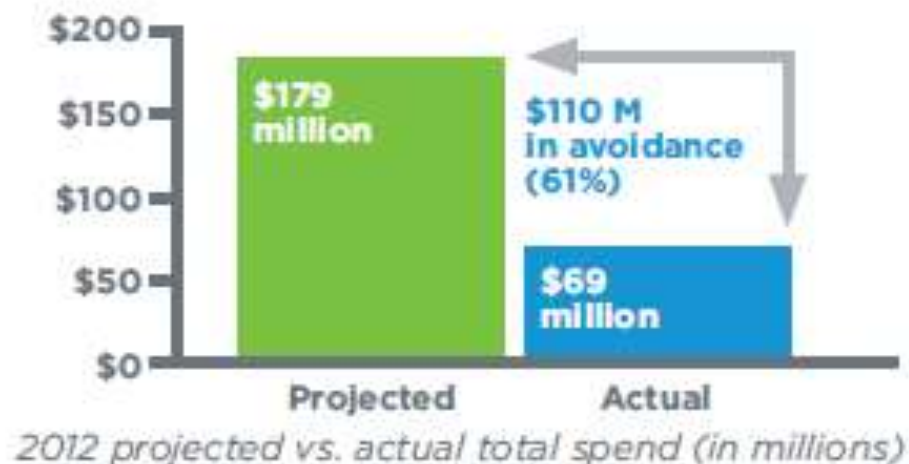 $200
$150
$100
$50
$0
$179
million
$110 M
in avoidance
(61%)
$69
million
Projected
Actual
2012 projected vs. actual total spend (in millions)